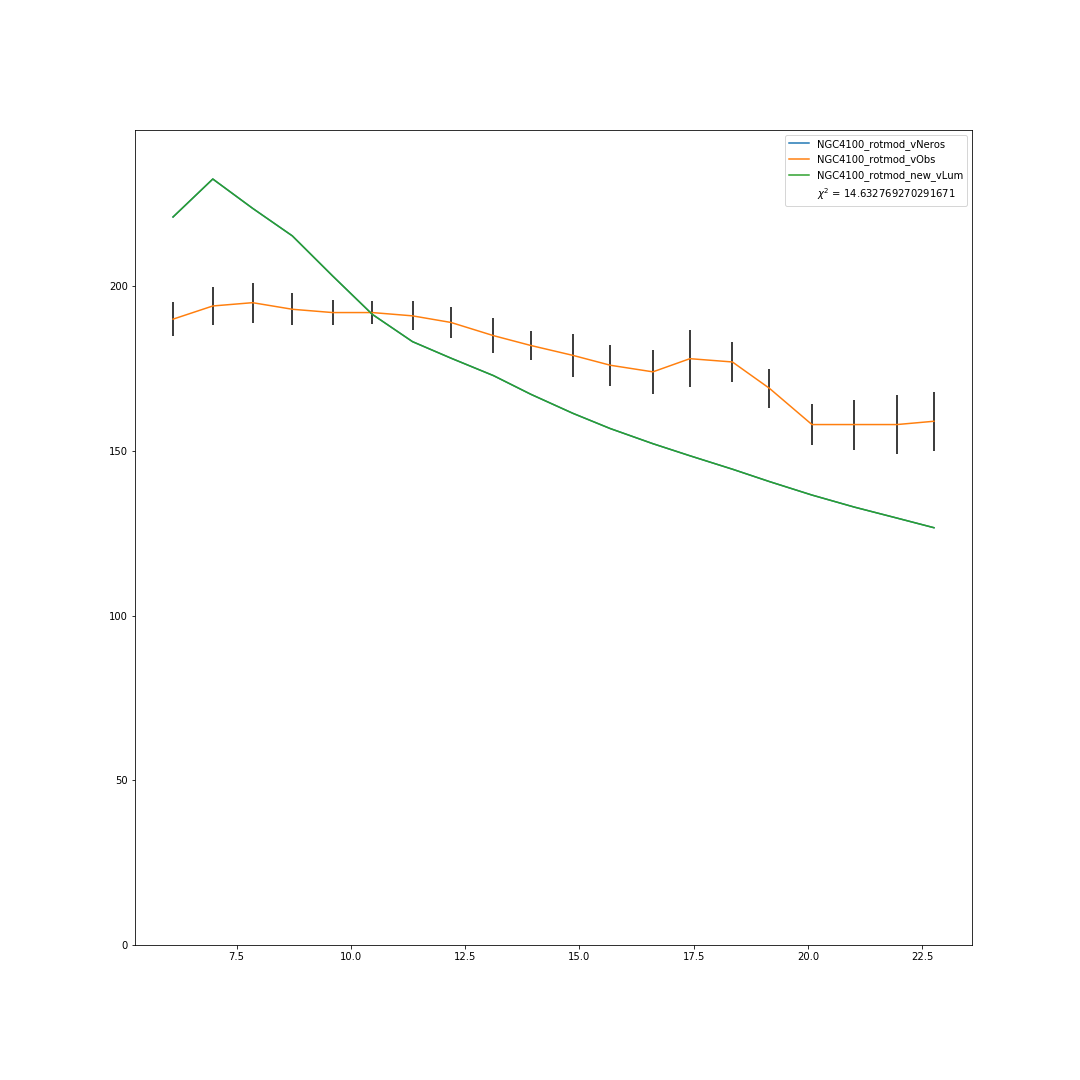 NGC4100_rotmod_vNeros
NGC4100_rotmod_vObs
NGC4100_rotmod_new_vLum
χ² = 14.632769270291671
200
150
100
50
0
7.5 10.0 12.5 15.0 17.5 20.0 22.5